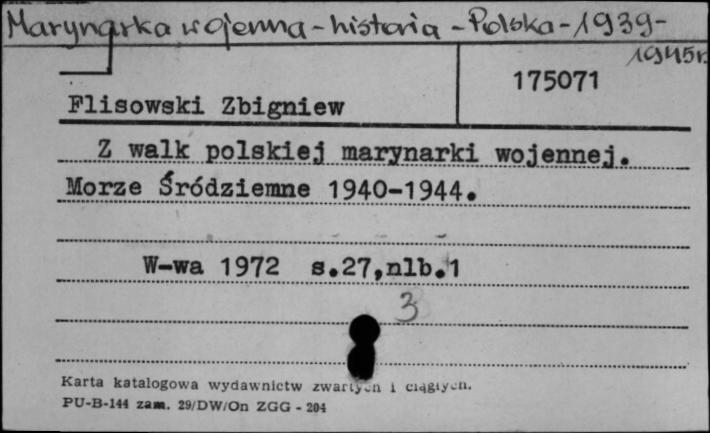 Marynarka wojenna - historia - Polska - 1939-
1945r.
175071
Flisowski Zbigniew
Z walk polskiej marynarki wojennej.
Morze Śródziemne 1940-1944.
W-wa 1972 s.27,nlb.1
3
Karta katalogowa wydawnictw zwartych i ciągłych.
PU-B-144 zam. 29/DW/On ZGG - 204